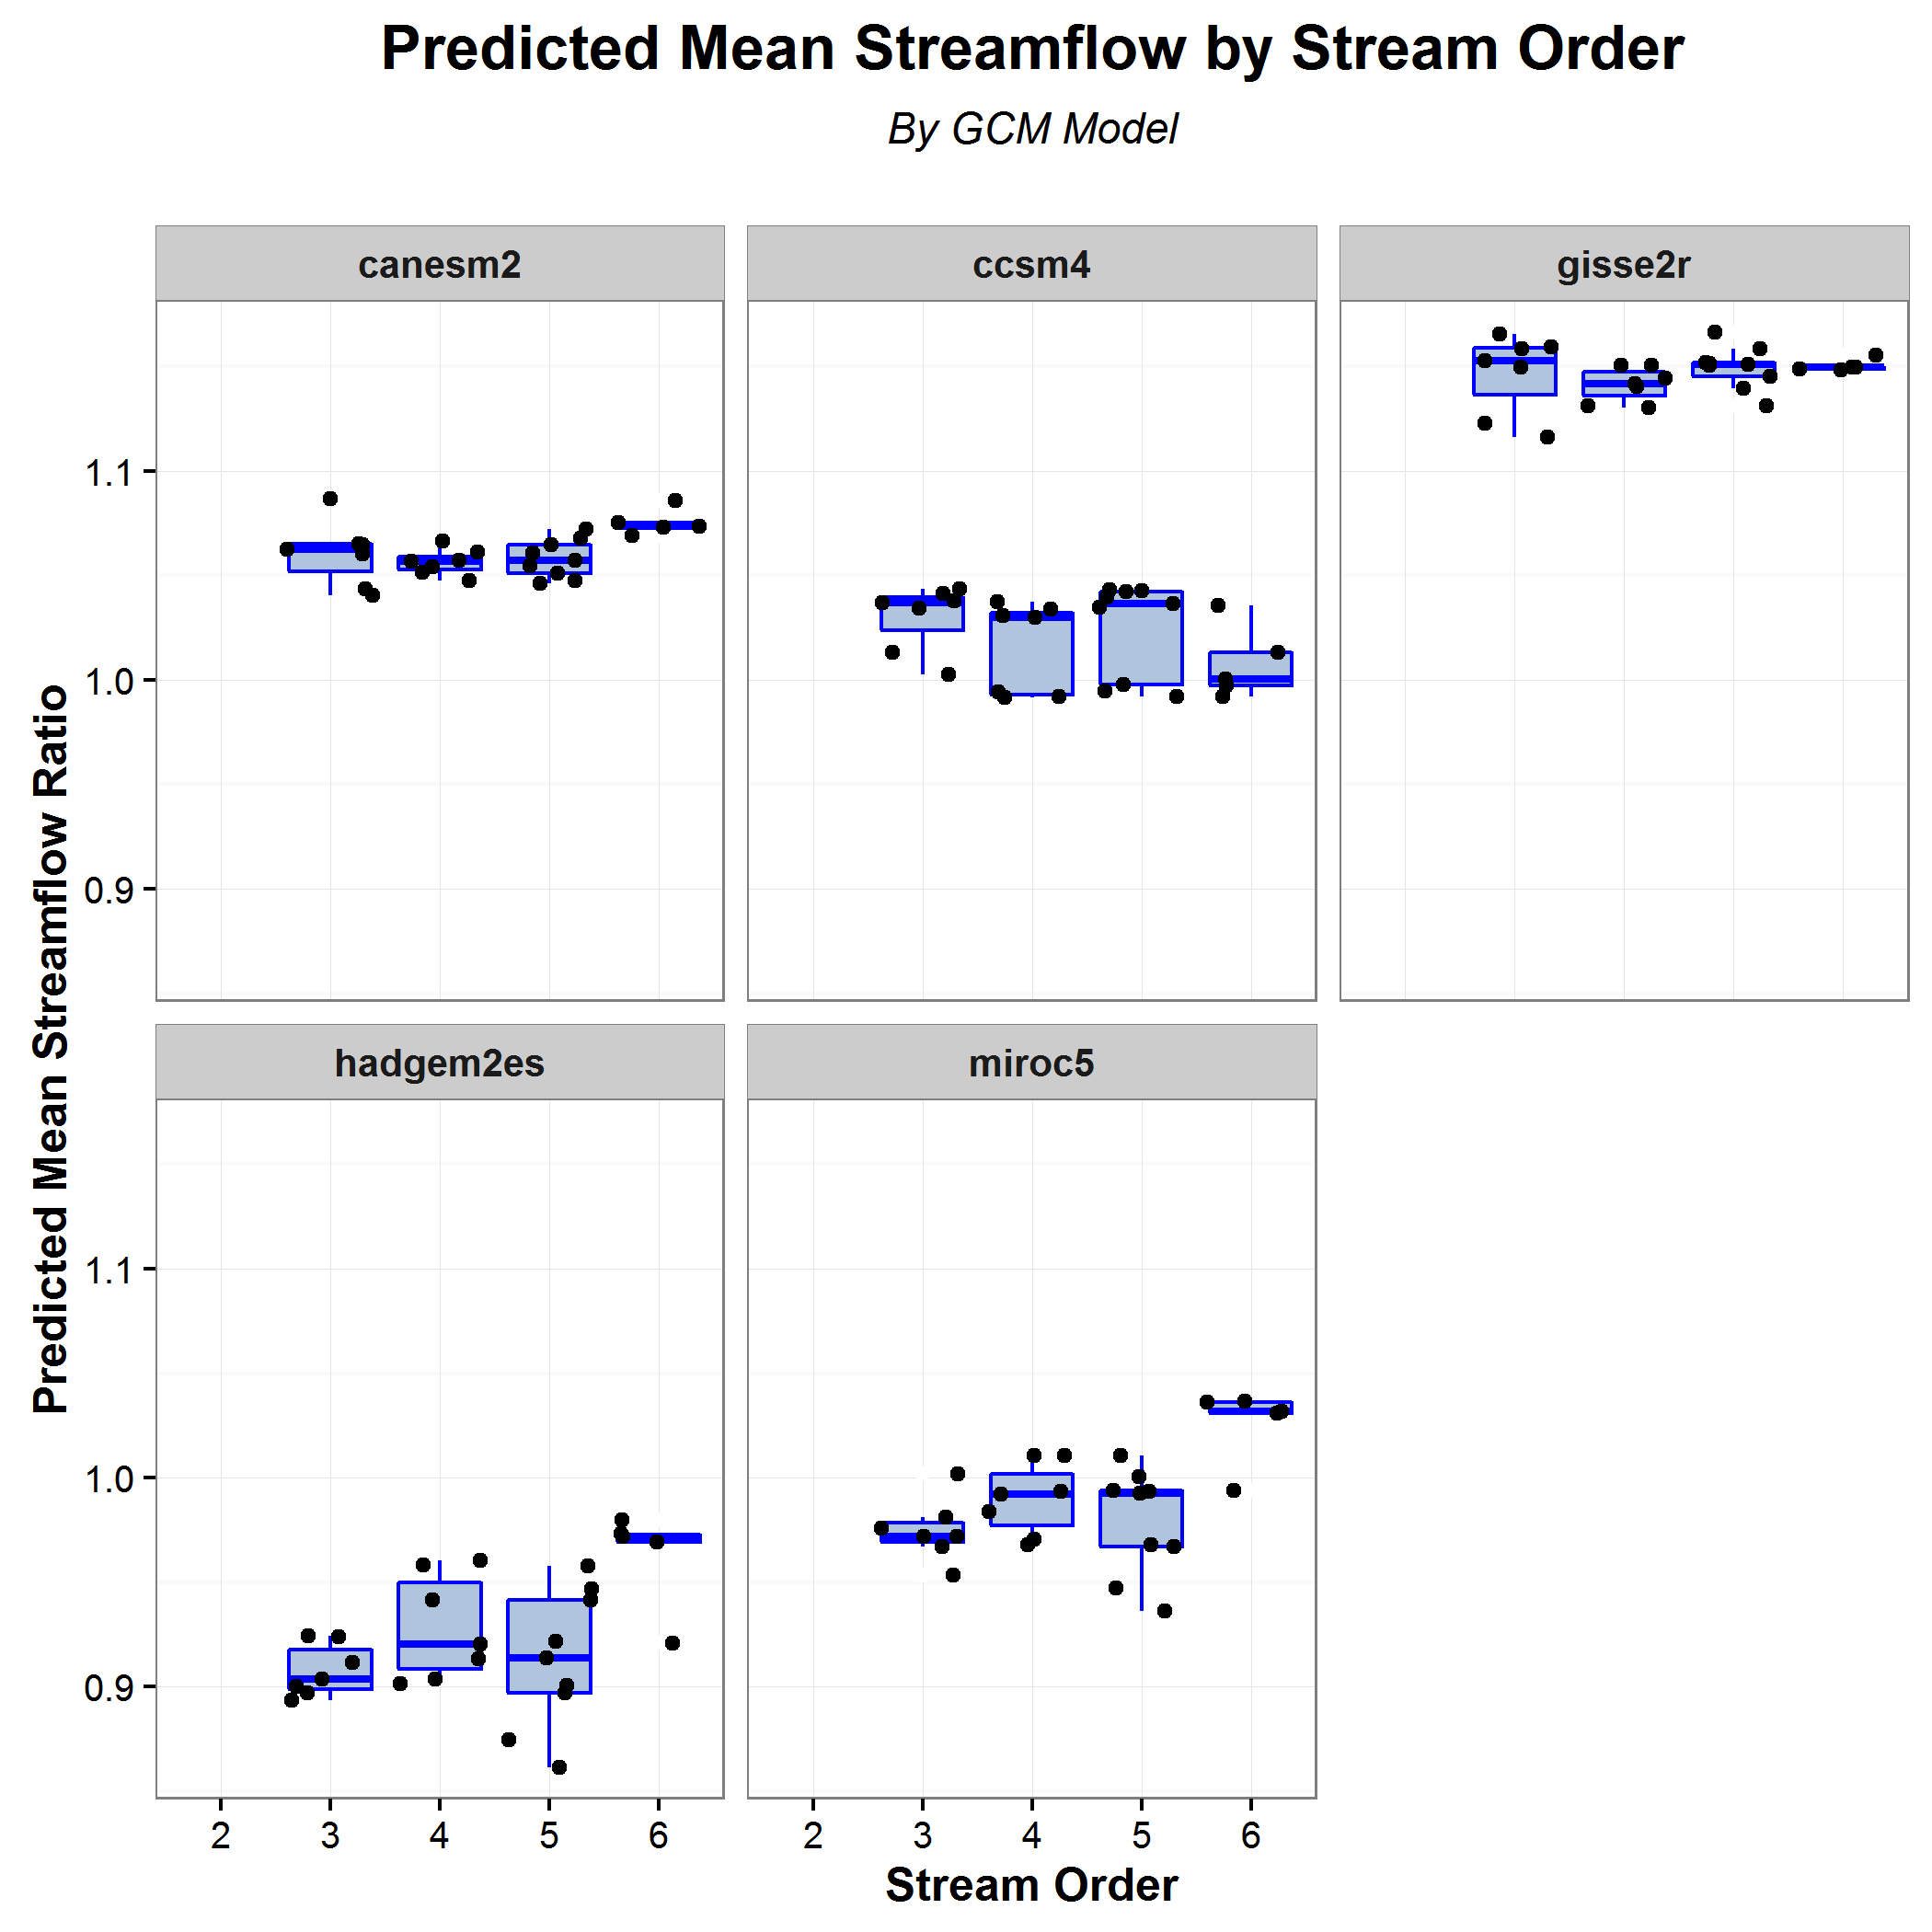 Predicted Mean Streamflow by Stream Order
By GCM Model
canesm2
ccsm4
gisse2r
1.1
1.0
0.9
Predicted Mean Streamflow Ratio
hadgem2es
miroc5
1.1
1.0
0.9
2 3 4 5 6
2 3 4 5 6
Stream Order